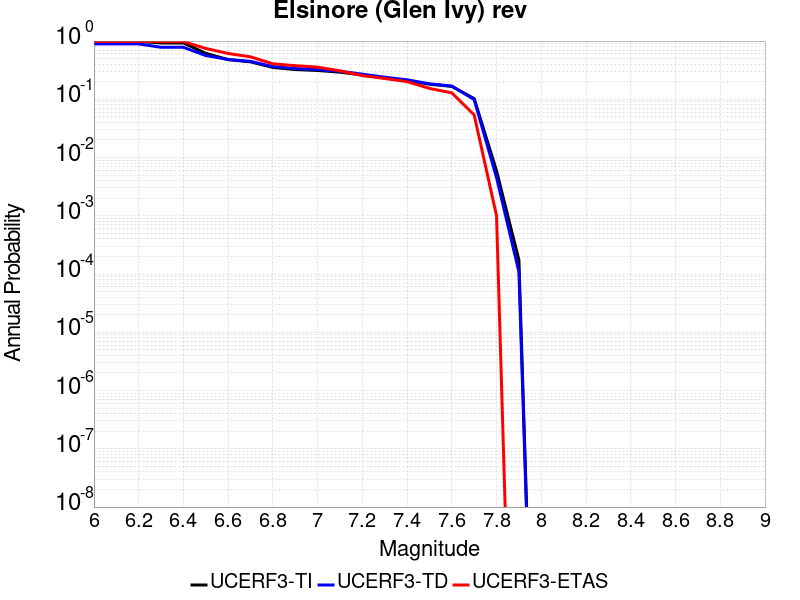 Elsinore (Glen Ivy) rev
10^0
10^-1
10^-2
10^-3
10^-4
10^-5
10^-6
10^-7
10^-8
Annual Probability
6 6.2 6.4 6.6 6.8 7 7.2 7.4 7.6 7.8 8 8.2 8.4 8.6 8.8 9
Magnitude
UCERF3-TI UCERF3-TD UCERF3-ETAS